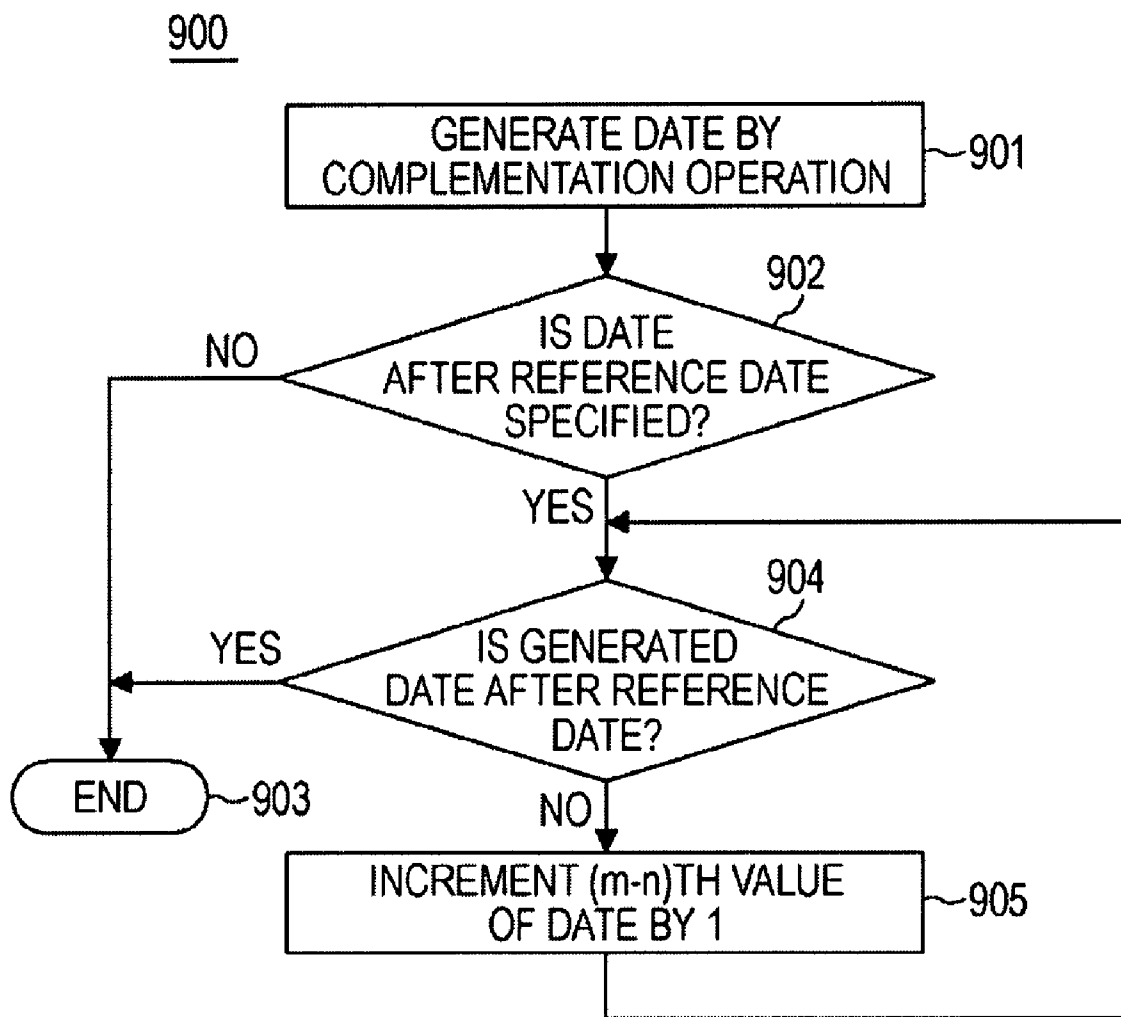 900
GENERATE DATE BY
COMPLEMENTATION OPERATION
901
902
IS DATE
AFTER REFERENCE DATE
SPECIFIED?
NO
YES
904
IS GENERATED
DATE AFTER REFERENCE
DATE?
YES
END
903
NO
INCREMENT (m-n)TH VALUE
OF DATE BY 1
905